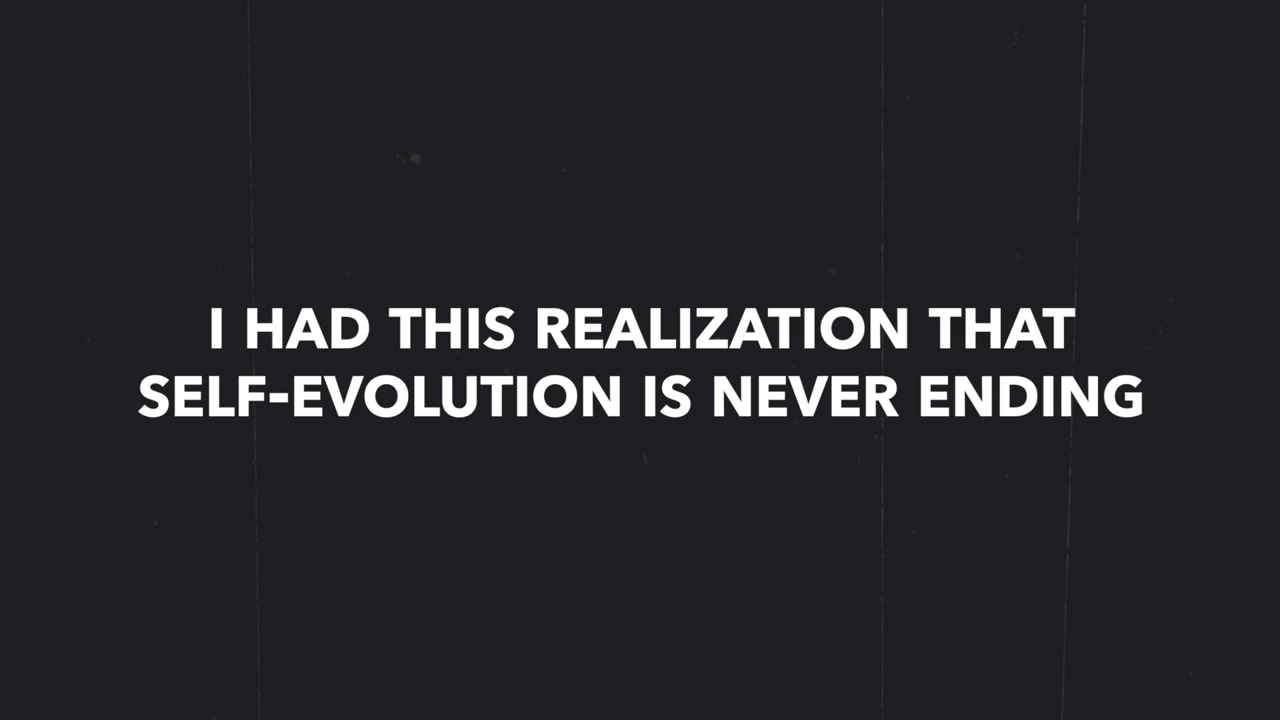 I HAD THIS REALIZATION THAT
SELF-EVOLUTION IS NEVER ENDING